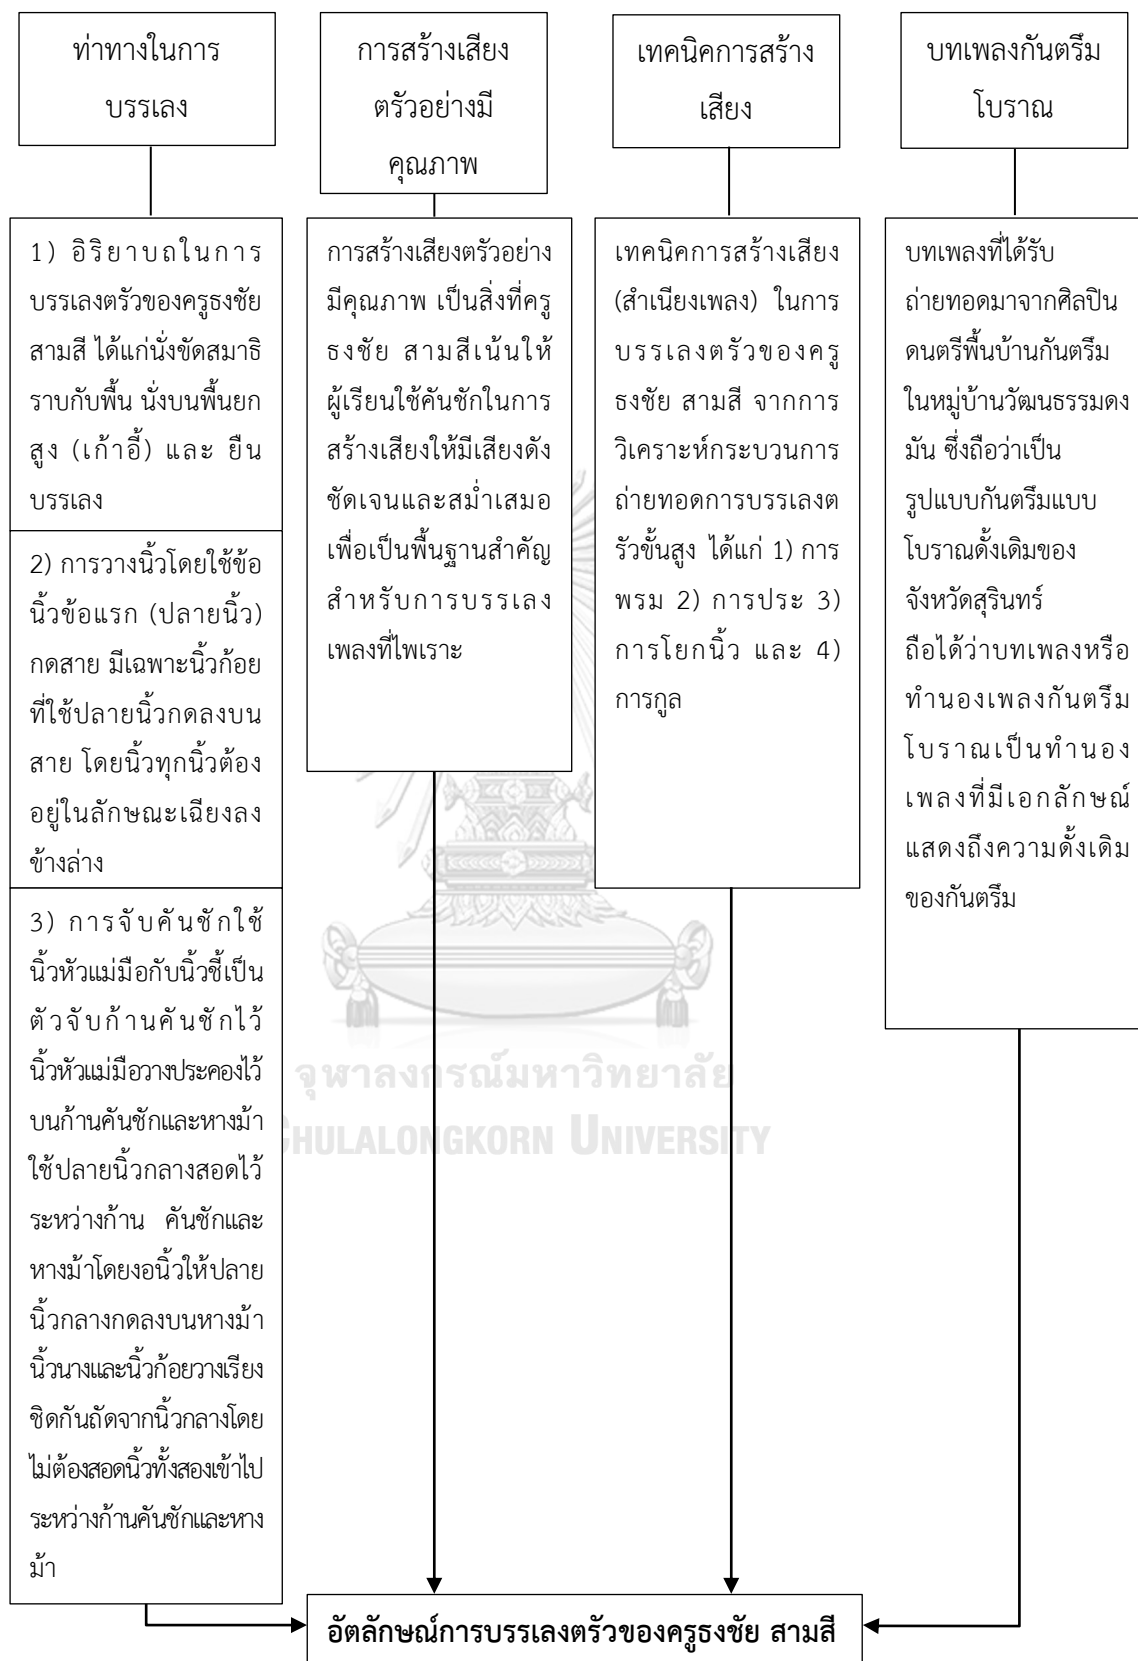 ท่าทางในการ
บรรเลง
การสร้างเสียง
ตรัวอย่างมี
คุณภาพ
เทคนิคการสร้าง
เสียง
บทเพลงกันตรึม
โบราณ
1) อิริยาบถในการ
บรรเลงตรัวของครูธงชัย
สามสี ได้แก่นั่งขัดสมาธิ
ราบกับพื้น นั่งบนพื้นยก
สูง (เก้าอี้) และ ยืน
บรรเลง
2) การวางนิ้วโดยใช้ข้อ
นิ้วข้อแรก (ปลายนิ้ว)
กดสาย มีเฉพาะนิ้วก้อย
ที่ใช้ปลายนิ้วกดลงบน
สาย โดยนิ้วทุกนิ้วต้อง
อยู่ในลักษณะเฉียงลง
ข้างล่าง
3) การจับคันชักใช้
นิ้วหัวแม่มือกับนิ้วชี้เป็น
ตัวจับก้านคันชักไว้
นิ้วหัวแม่มือวางประคองไว้
บนก้านคันชักและหางม้า
ใช้ปลายนิ้วกลางสอดไว้
ระหว่างก้าน คันชักและ
หางม้าโดยงอนิ้วให้ปลาย
นิ้วกลางกดลงบนหางม้า
นิ้วนางและนิ้วก้อยวางเรียง
ชิดกันถัดจากนิ้วกลางโดย
ไม่ต้องสอดนิ้วทั้งสองเข้าไป
ระหว่างก้านคันชักและหาง
ม้า
การสร้างเสียงตรัวอย่าง
มีคุณภาพ เป็นสิ่งที่ครู
ธงชัย สามสีเน้นให้
ผู้เรียนใช้คันชักในการ
สร้างเสียงให้มีเสียงดัง
ชัดเจนและสม่ำเสมอ
เพื่อเป็นพื้นฐานสำคัญ
สำหรับการบรรเลง
เพลงที่ไพเราะ
เทคนิคการสร้างเสียง
(สำเนียงเพลง) ในการ
บรรเลงตรัวของครู
ธงชัย สามสี จากการ
วิเคราะห์กระบวนการ
ถ่ายทอดการบรรเลงต
รัวขั้นสูง ได้แก่ 1) การ
พรม 2) การประ 3)
การโยกนิ้ว และ 4)
การกูล
บทเพลงที่ได้รับ
ถ่ายทอดมาจากศิลปิน
ดนตรีพื้นบ้านกันตรึม
ในหมู่บ้านวัฒนธรรมดง
มัน ซึ่งถือว่าเป็น
รูปแบบกันตรึมแบบ
โบราณดั้งเดิมของ
จังหวัดสุรินทร์
ถือได้ว่าบทเพลงหรือ
ทำนองเพลงกันตรึม
โบราณเป็นทำนอง
เพลงที่มีเอกลักษณ์
แสดงถึงความดั้งเดิม
ของกันตรึม
จุฬาลงกรณ์มหาวิทยาลัย
CHULALONGKORN UNIVERSITY
อัตลักษณ์การบรรเลงตรัวของครูธงชัย สามสี